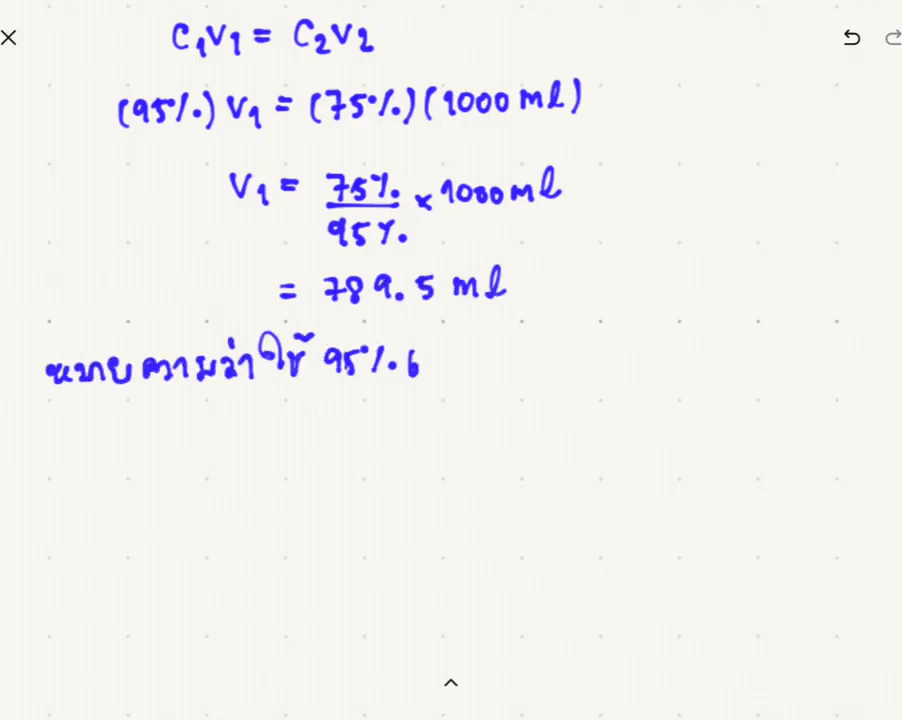 C₁V₁ = C₂V₂
(95%) V₁ = (75%)(1000 ml)
V₁ = 75% / 95% × 1000 ml
= 789.5 ml
หมายความว่า ใช้ 95%